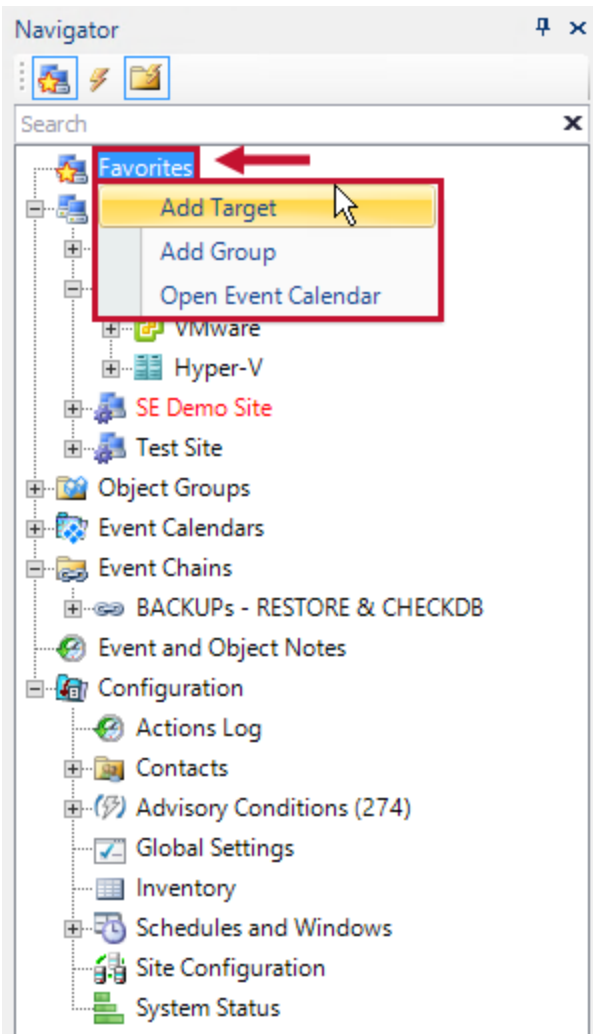 Navigator
Search
Favorites
Add Target
Add Group
Open Event Calendar
VMware
Hyper-V
SE Demo Site
Test Site
Object Groups
Event Calendars
Event Chains
BACKUPs - RESTORE & CHECKDB
Event and Object Notes
Configuration
Actions Log
Contacts
Advisory Conditions (274)
Global Settings
Inventory
Schedules and Windows
Site Configuration
System Status